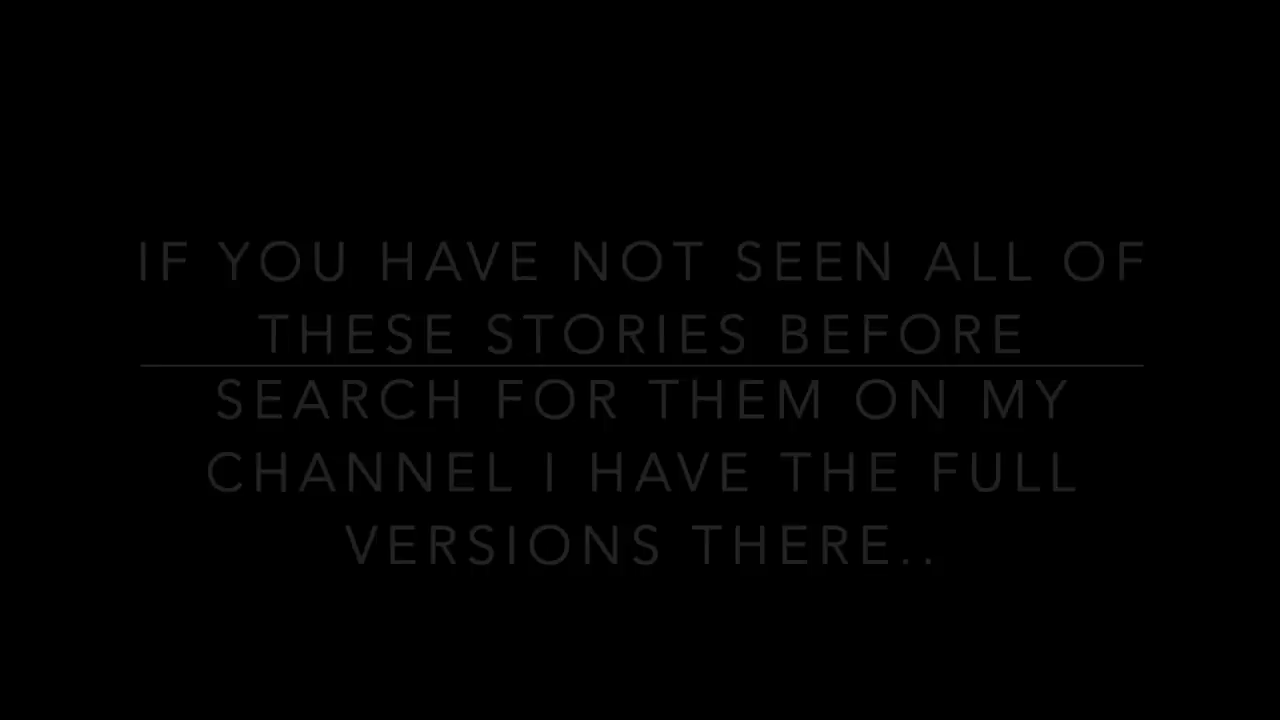 IF YOU HAVE NOT SEEN ALL OF
THESE STORIES BEFORE
SEARCH FOR THEM ON MY
CHANNEL I HAVE THE FULL
VERSIONS THERE..